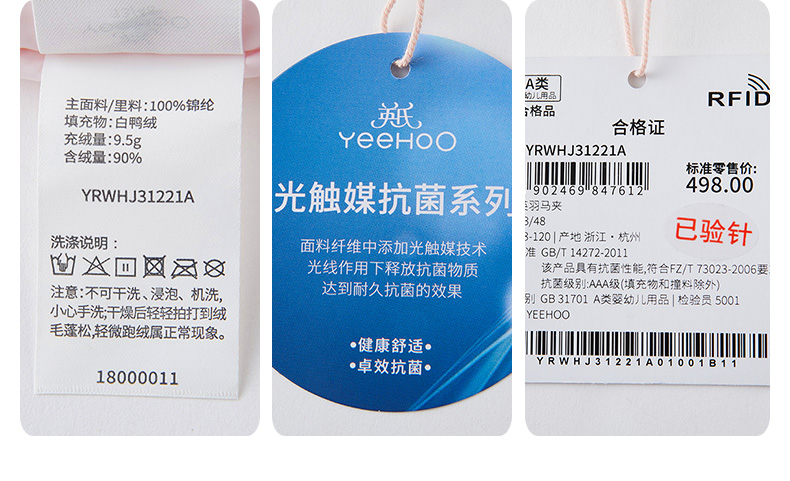 主面料/里料:100%锦纶
填充物:白鸭绒
充绒量:9.5g
含绒量:90%
YRWHJ31221A
洗涤说明:
注意:不可干洗、浸泡、机洗,
小心手洗;干燥后轻轻拍打到绒
毛蓬松,轻微跑绒属正常现象。
18000011
英氏
YeeHOO
光触媒抗菌系列
面料纤维中添加光触媒技术
光线作用下释放抗菌物质
达到耐久抗菌的效果
•健康舒适•
•卓效抗菌•
A类
幼儿用品
合格品
RFID
合格证
YRWHJ31221A
902469 847612
标准零售价:
498.00
羽马夹
/48
-120 | 产地 浙江·杭州
已验针
准 GB/T 14272-2011
该产品具有抗菌性能,符合FZ/T 73023-2006要
抗菌级别:AAA级(填充物和撞料除外)
别 GB 31701 A类婴幼儿用品 | 检验员 5001
YEEHOO
YRWHJ31221A01001B11